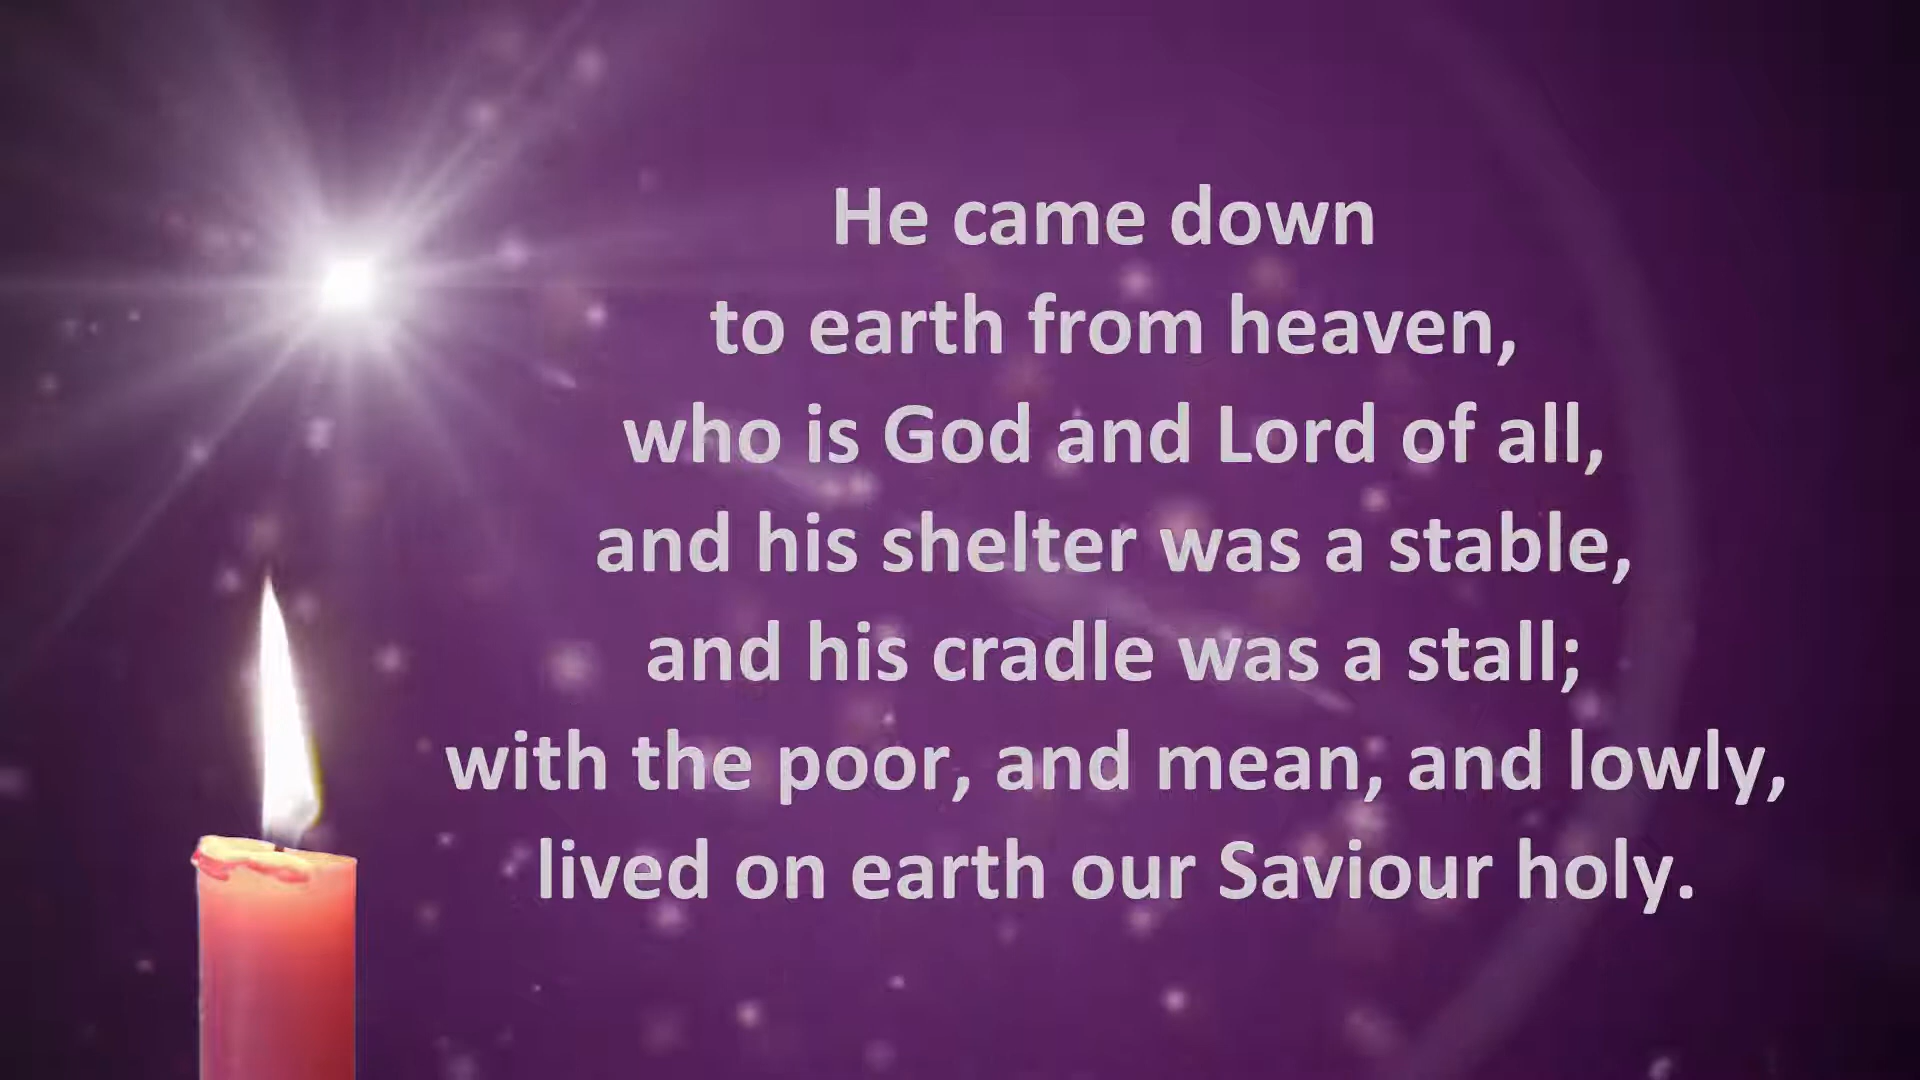 He came down
to earth from heaven,
who is God and Lord of all,
and his shelter was a stable,
and his cradle was a stall;
with the poor, and mean, and lowly,
lived on earth our Saviour holy.